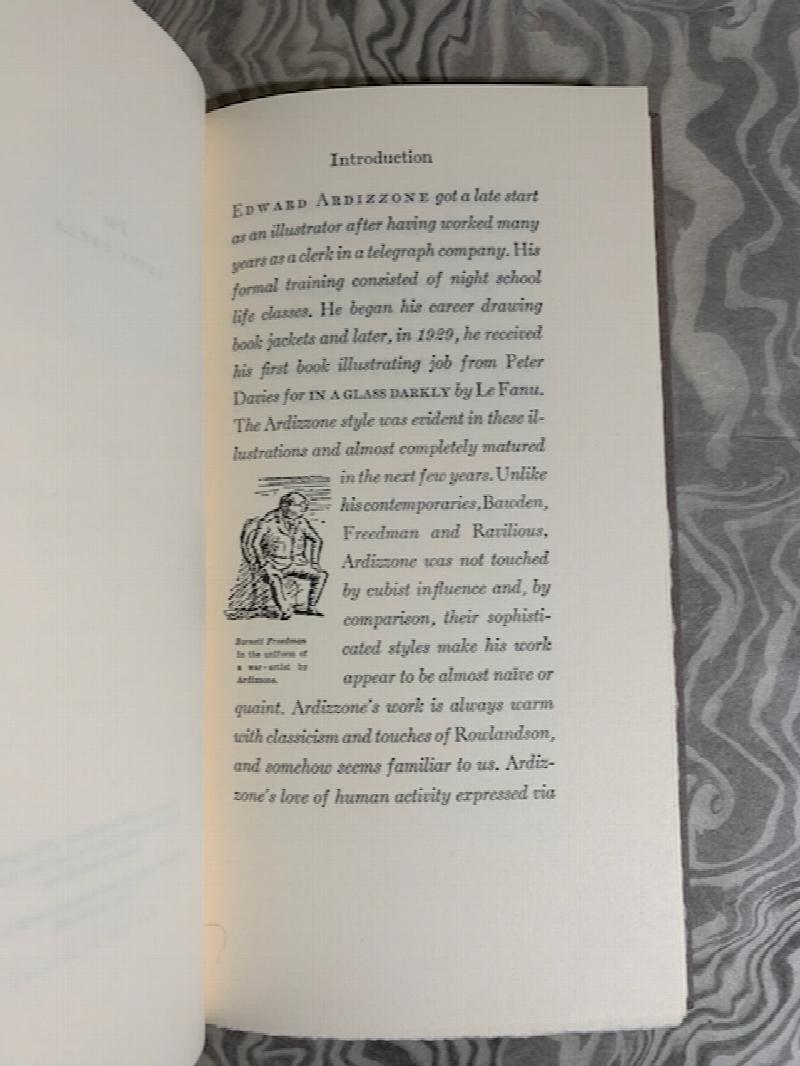 Introduction
EDWARD ARDIZZONE got a late start
as an illustrator after having worked many
years as a clerk in a telegraph company. His
formal training consisted of night school
life classes. He began his career drawing
book jackets and later, in 1929, he received
his first book illustrating job from Peter
Davies for IN A GLASS DARKLY by Le Fanu.
The Ardizzone style was evident in these il-
lustrations and almost completely matured
in the next few years. Unlike
his contemporaries, Bawden,
Freedman and Ravilious,
Ardizzone was not touched
by cubist influence and, by
comparison, their sophisti-
cated styles make his work
appear to be almost naïve or
Freedman
in the uniform of
a war-artist by
Ardizzone.
quaint. Ardizzone's work is always warm
with classicism and touches of Rowlandson,
and somehow seems familiar to us. Ardiz-
zone's love of human activity expressed via